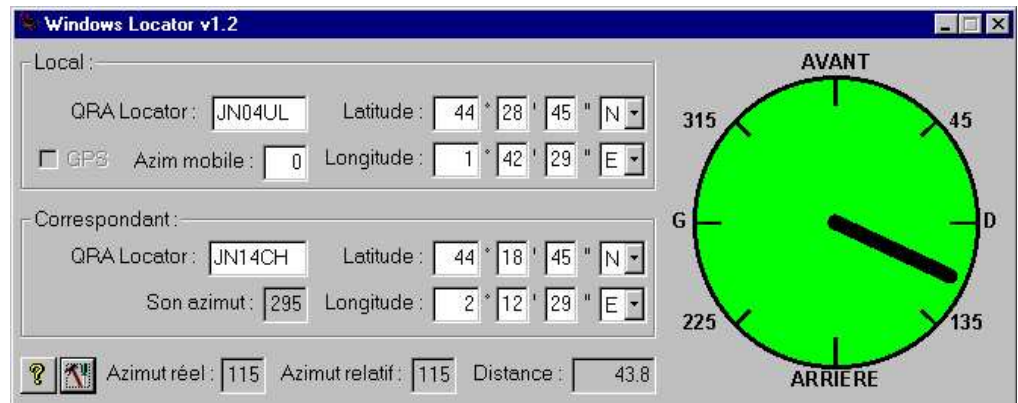 Windows Locator v1.2
Local :
QRA Locator : JN04UL Latitude : 44 ° 28 ' 45 " N
GPS Azim mobile : 0 Longitude : 1 ° 42 ' 29 " E
Correspondant :
QRA Locator : JN14CH Latitude : 44 ° 18 ' 45 " N
Son azimut : 295 Longitude : 2 ° 12 ' 29 " E
? Azimut réel : 115 Azimut relatif : 115 Distance : 43.8
AVANT
315 45
G D
225 135
ARRIERE